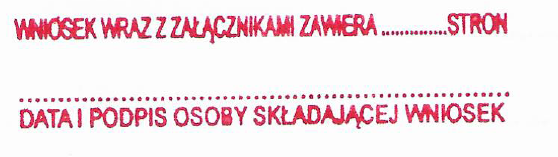 WNIOSEK WRAZ Z ZAŁĄCZNIKAMI ZAWIERA ..............STRON
................................................................................
DATA I PODPIS OSOBY SKŁADAJĄCEJ WNIOSEK